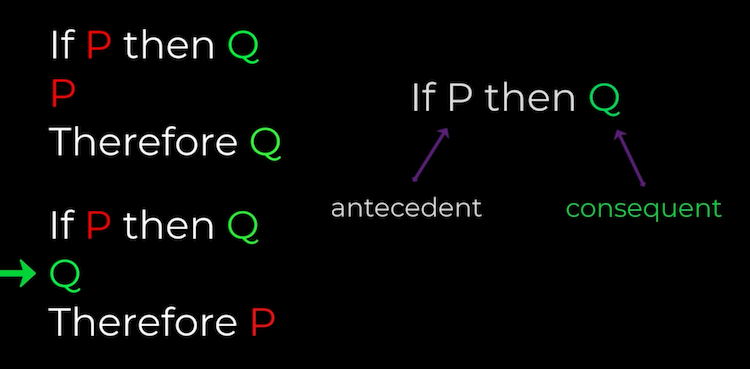 If P then Q
P
Therefore Q
If P then Q
Q
Therefore P
If P then Q
antecedent
consequent